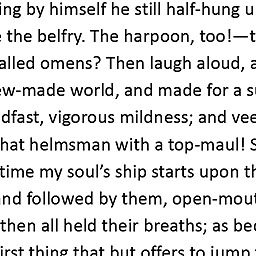 ing by himself he still half-hung u
the belfry. The harpoon, too!—t
alled omens? Then laugh aloud, a
ew-made world, and made for a s
dfast, vigorous mildness; and vee
hat helmsman with a top-maul! S
time my soul’s ship starts upon th
and followed by them, open-mout
then all held their breaths; as bec
irst thing that but offers to jump